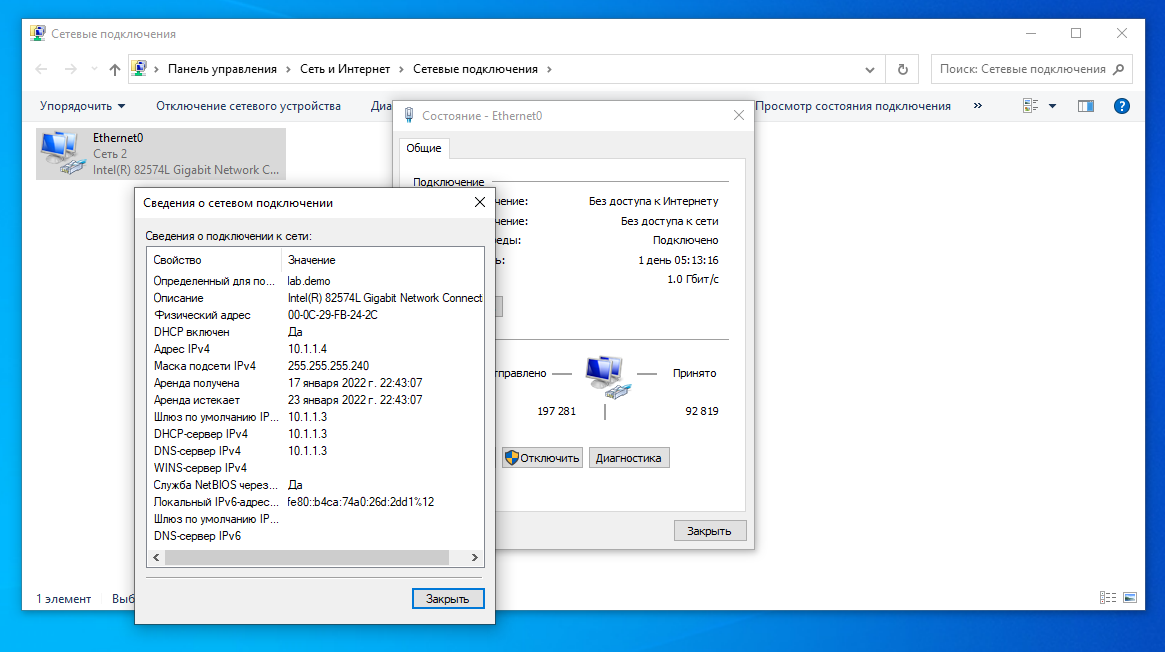 Сетевые подключения
Панель управления
Сеть и Интернет
Сетевые подключения
Поиск: Сетевые подключения
Упорядочить
Отключение сетевого устройства
Диа
Просмотр состояния подключения
»
Ethernet0
Сеть 2
Intel(R) 82574L Gigabit Network C...
Состояние - Ethernet0
Общие
Подключение
чение: Без доступа к Интернету
чение: Без доступа к сети
еды: Подключено
ь: 1 день 05:13:16
1.0 Гбит/с
тправлено
Принято
197 281
92 819
Отключить
Диагностика
Закрыть
Сведения о сетевом подключении
Сведения о подключении к сети:
Свойство Значение
Определенный для по... lab.demo
Описание Intel(R) 82574L Gigabit Network Connect
Физический адрес 00-0C-29-FB-24-2C
DHCP включен Да
Адрес IPv4 10.1.1.4
Маска подсети IPv4 255.255.255.240
Аренда получена 17 января 2022 г. 22:43:07
Аренда истекает 23 января 2022 г. 22:43:07
Шлюз по умолчанию IP... 10.1.1.3
DHCP-сервер IPv4 10.1.1.3
DNS-сервер IPv4 10.1.1.3
WINS-сервер IPv4
Служба NetBIOS через... Да
Локальный IPv6-адрес... fe80::b4ca:74a0:26d:2dd1%12
Шлюз по умолчанию IP...
DNS-сервер IPv6
Закрыть
1 элемент
Выб